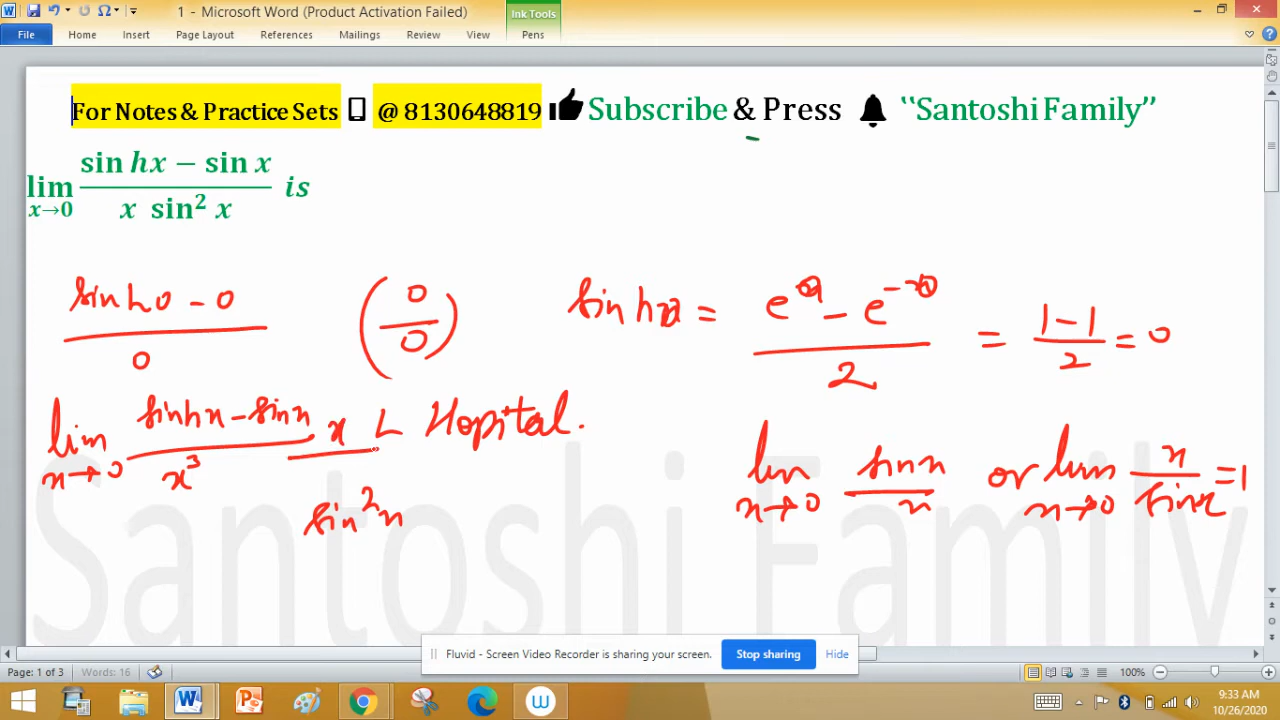 1 - Microsoft Word (Product Activation Failed)
Ink Tools
File Home Insert Page Layout References Mailings Review View Pens
For Notes & Practice Sets @ 8130648819 Subscribe & Press “Santoshi Family”
lim x→0 (sin hx − sin x)/(x sin² x) is
(sinh0 - 0)/0 (0/0) sinhx = (e^0 - e^-0)/2 = (1-1)/2 = 0
lim x→0 (sinhx - sinx)/x³ x/sin²x L Hopital.
lim x→0 sinx/x or lim x→0 x/sinx = 1
Santoshi Family
Fluvid - Screen Video Recorder is sharing your screen. Stop sharing Hide
Page: 1 of 3 Words: 16 100%
9:33 AM
10/26/2020